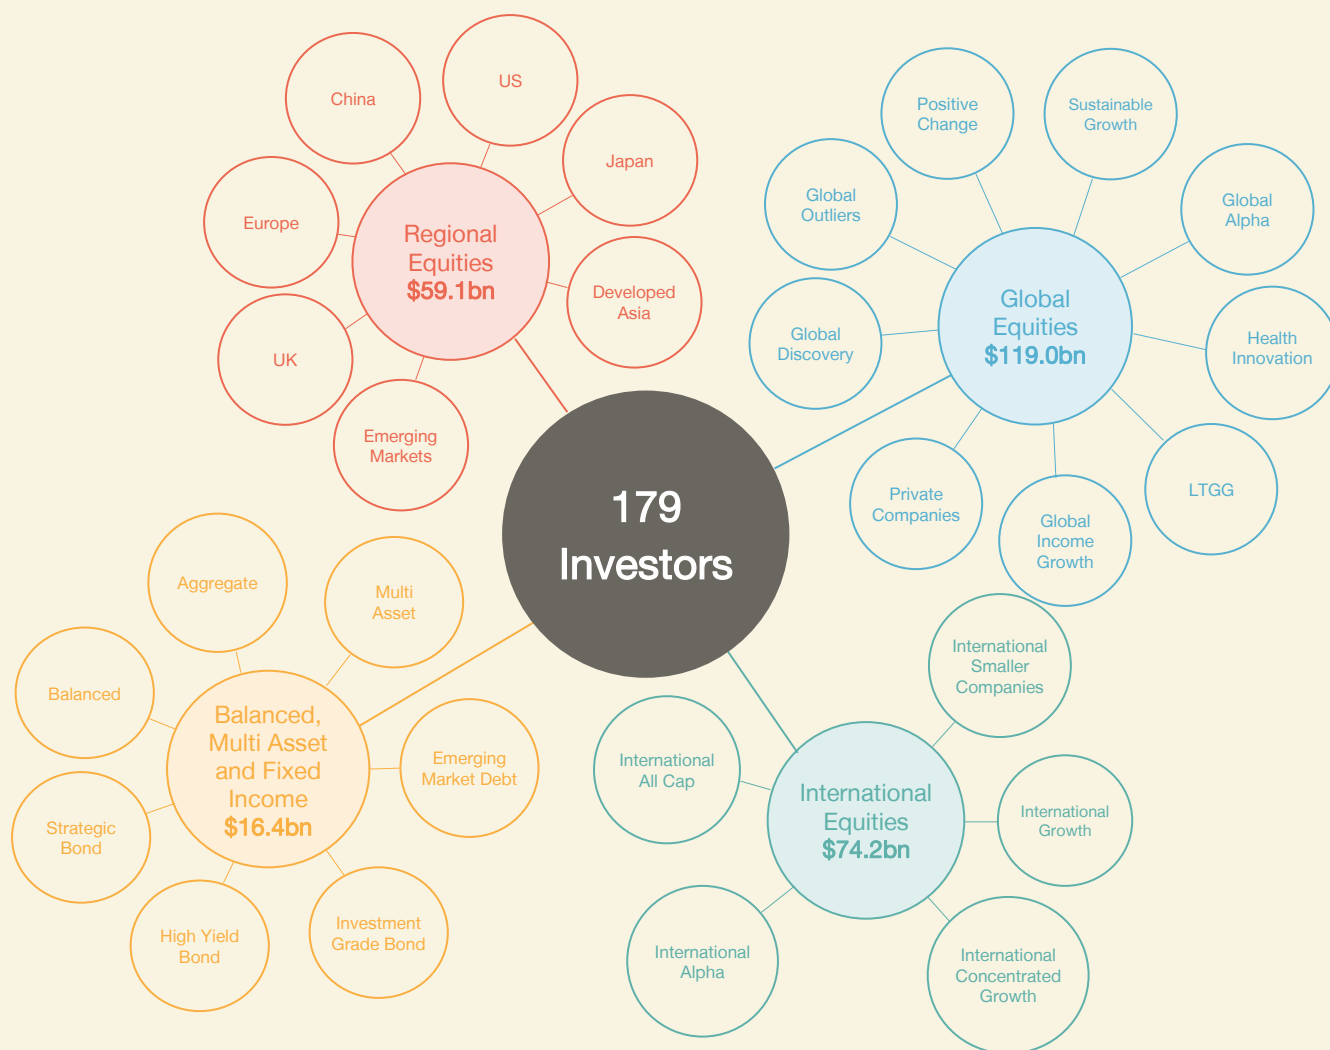 US
China
Japan
Europe
Regional
Equities
$59.1bn
Developed
Asia
UK
Emerging
Markets
Positive
Change
Sustainable
Growth
Global
Outliers
Global
Alpha
Global
Equities
$119.0bn
Global
Discovery
Health
Innovation
Private
Companies
Global
Income
Growth
LTGG
179
Investors
Aggregate
Multi
Asset
Balanced
Balanced,
Multi Asset
and Fixed
Income
$16.4bn
Emerging
Market Debt
Strategic
Bond
High Yield
Bond
Investment
Grade Bond
International
Smaller
Companies
International
All Cap
International
Equities
$74.2bn
International
Growth
International
Alpha
International
Concentrated
Growth